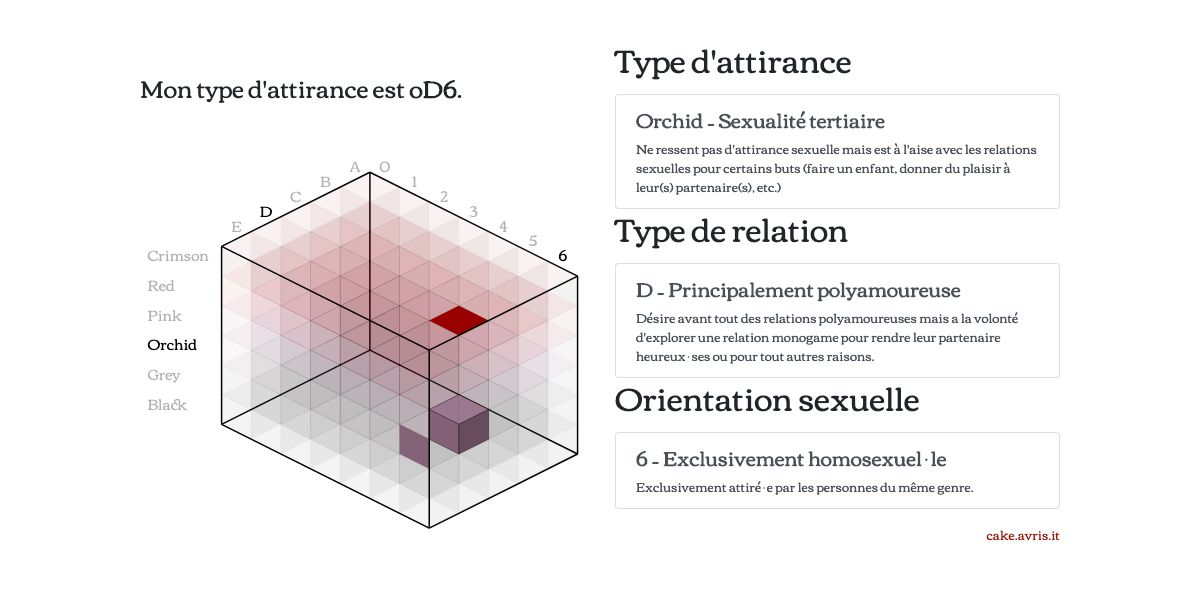 Mon type d'attirance est oD6.
A O
B 1
C 2
D 3
E 4
5
6
Crimson
Red
Pink
Orchid
Grey
Black
Type d'attirance
Orchid - Sexualité tertiaire
Ne ressent pas d'attirance sexuelle mais est à l'aise avec les relations
sexuelles pour certains buts (faire un enfant, donner du plaisir à
leur(s) partenaire(s), etc.)
Type de relation
D - Principalement polyamoureuse
Désire avant tout des relations polyamoureuses mais a la volonté
d'explorer une relation monogame pour rendre leur partenaire
heureux·ses ou pour tout autres raisons.
Orientation sexuelle
6 - Exclusivement homosexuel·le
Exclusivement attiré·e par les personnes du même genre.
cake.avris.it